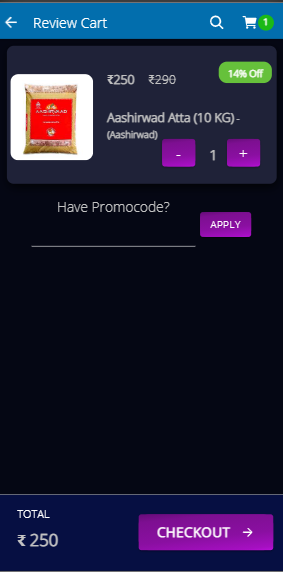 Review Cart
1
₹250 ₹290
14% Off
Aashirwad Atta (10 KG) -
(Aashirwad)
- 1 +
Have Promocode?
APPLY
TOTAL
₹ 250
CHECKOUT →